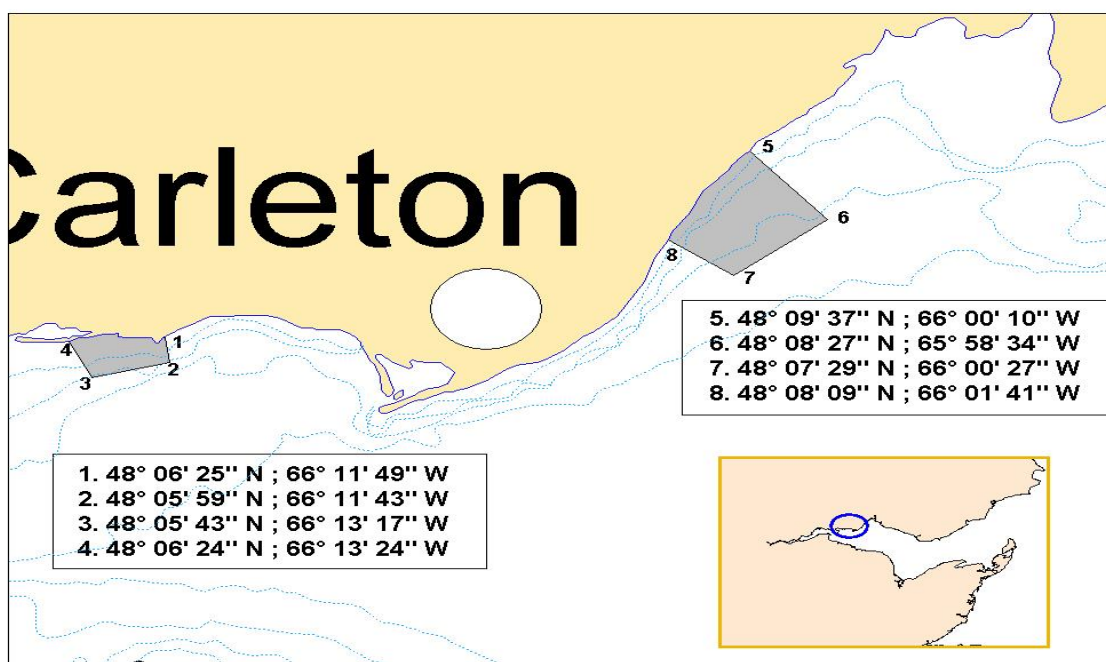 Carleton
5
6
8
7
1
4
2
3
5. 48° 09' 37'' N ; 66° 00' 10'' W
6. 48° 08' 27'' N ; 65° 58' 34'' W
7. 48° 07' 29'' N ; 66° 00' 27'' W
8. 48° 08' 09'' N ; 66° 01' 41'' W
1. 48° 06' 25'' N ; 66° 11' 49'' W
2. 48° 05' 59'' N ; 66° 11' 43'' W
3. 48° 05' 43'' N ; 66° 13' 17'' W
4. 48° 06' 24'' N ; 66° 13' 24'' W